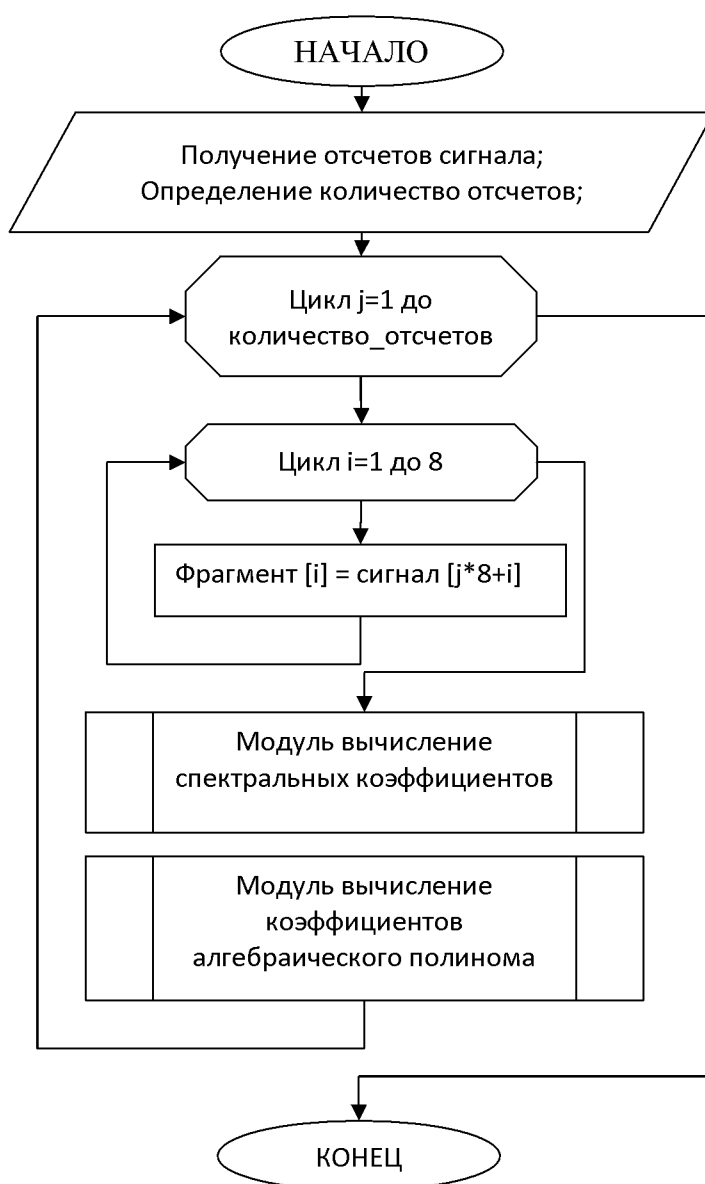 НАЧАЛО
Получение отсчетов сигнала;
Определение количество отсчетов;
Цикл j=1 до
количество_отсчетов
Цикл i=1 до 8
Фрагмент [i] = сигнал [j*8+i]
Модуль вычисление
спектральных коэффициентов
Модуль вычисление
коэффициентов
алгебраического полинома
КОНЕЦ